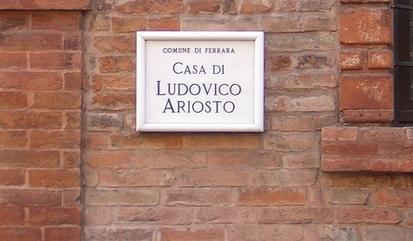 COMUNE DI FERRARA
CASA DI
LUDOVICO
ARIOSTO